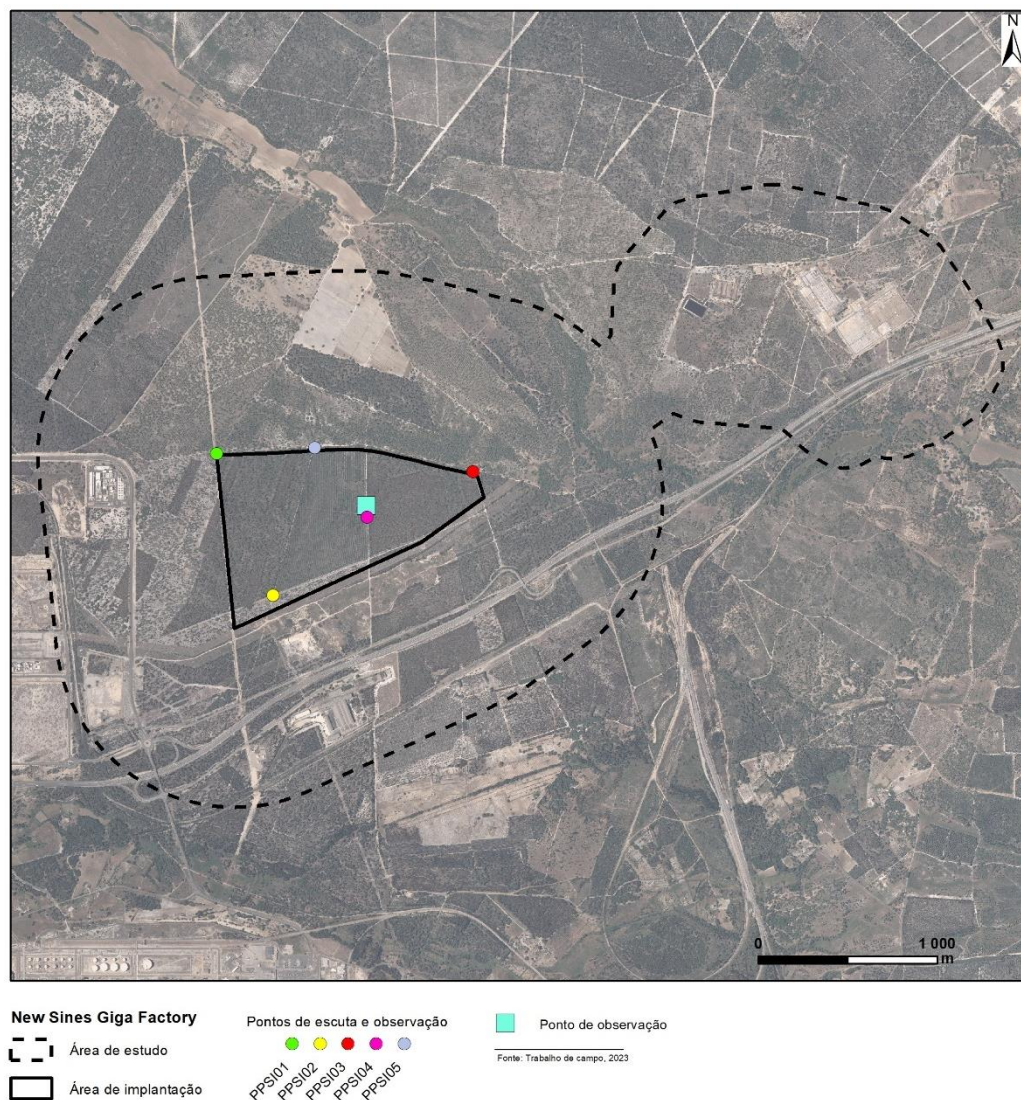 N
0
1 000
m
New Sines Giga Factory
Área de estudo
Área de implantação
Pontos de escuta e observação
PPSI01
PPSI02
PPSI03
PPSI04
PPSI05
Ponto de observação
Fonte: Trabalho de campo, 2023